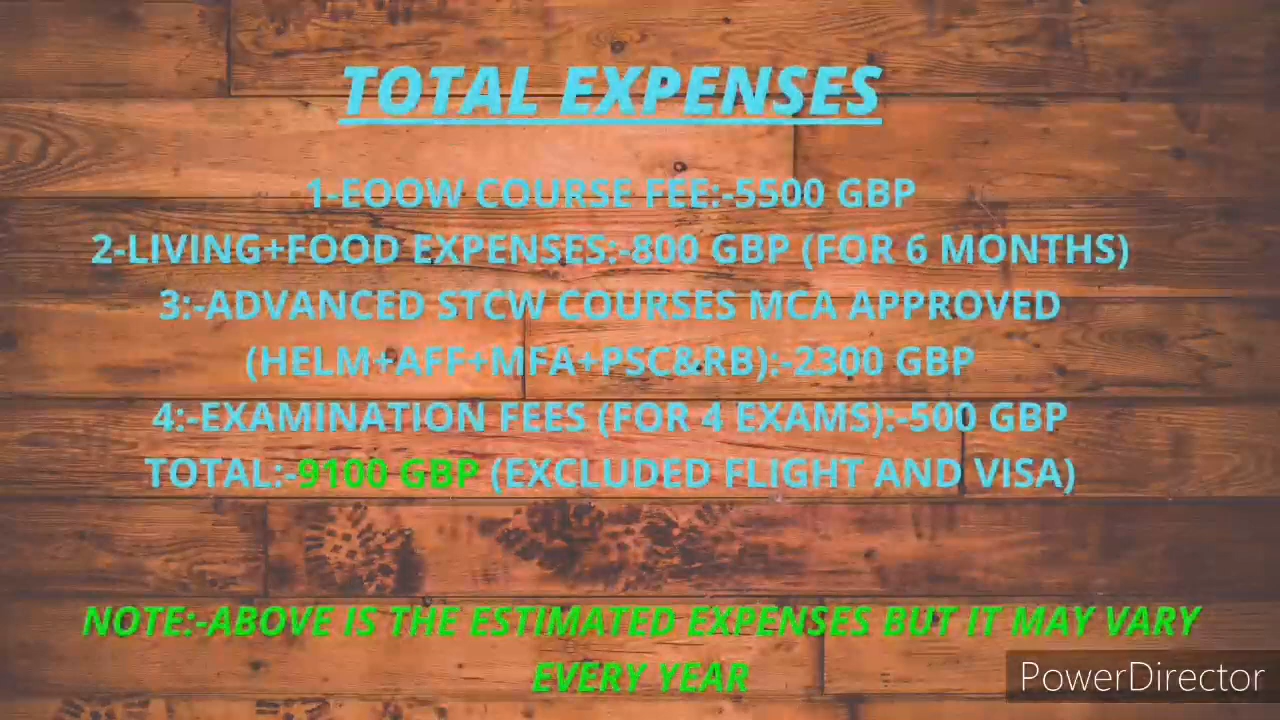 TOTAL EXPENSES
1-EOOW COURSE FEE:-5500 GBP
2-LIVING+FOOD EXPENSES:-800 GBP (FOR 6 MONTHS)
3:-ADVANCED STCW COURSES MCA APPROVED
(HELM+AFF+MFA+PSC&RB):-2300 GBP
4:-EXAMINATION FEES (FOR 4 EXAMS):-500 GBP
TOTAL:-9100 GBP (EXCLUDED FLIGHT AND VISA)
NOTE:-ABOVE IS THE ESTIMATED EXPENSES BUT IT MAY VARY
EVERY YEAR
PowerDirector